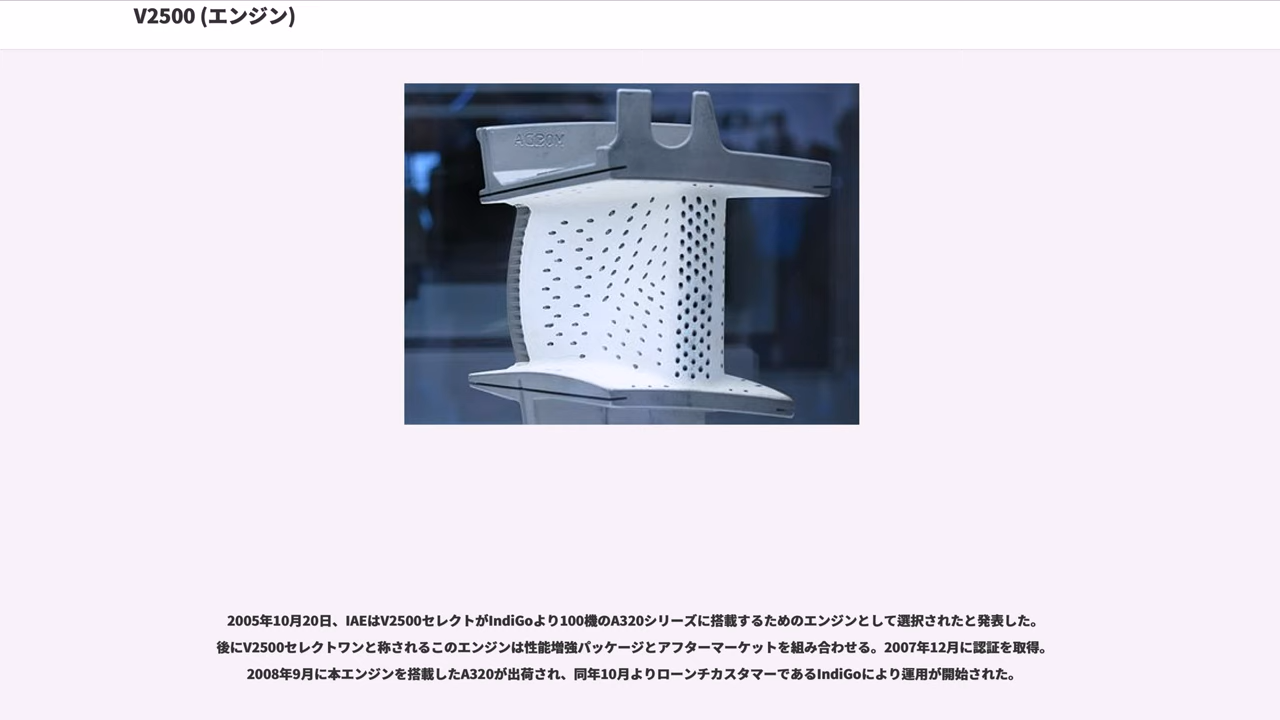 V2500 (エンジン)
2005年10月20日、IAEはV2500セレクトがIndiGoより100機のA320シリーズに搭載するためのエンジンとして選択されたと発表した。
後にV2500セレクトワンと称されるこのエンジンは性能増強パッケージとアフターマーケットを組み合わせる。2007年12月に認証を取得。
2008年9月に本エンジンを搭載したA320が出荷され、同年10月よりローンチカスタマーであるIndiGoにより運用が開始された。